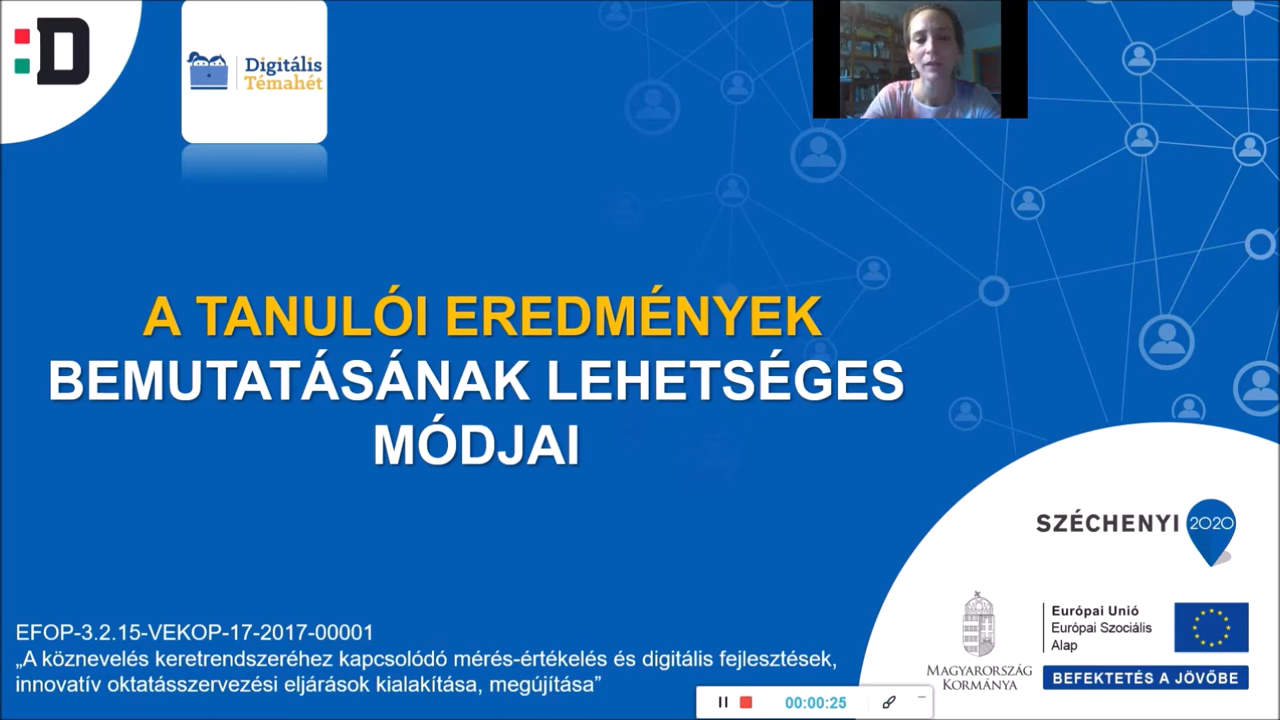 :D
Digitális
Témahét
A TANULÓI EREDMÉNYEK
BEMUTATÁSÁNAK LEHETSÉGES
MÓDJAI
SZÉCHENYI 2020
EFOP-3.2.15-VEKOP-17-2017-00001
„A köznevelés keretrendszeréhez kapcsolódó mérés-értékelés és digitális fejlesztések,
innovatív oktatásszervezési eljárások kialakítása, megújítása”
MAGYARORSZÁG
KORMÁNYA
Európai Unió
Európai Szociális
Alap
BEFEKTETÉS A JÖVŐBE
00:00:25